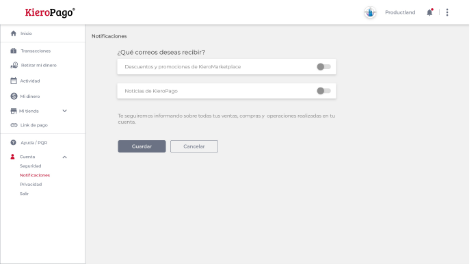 KieroPago
Productland
Inicio
Transacciones
Retirar mi dinero
Actividad
Mi dinero
Mi tienda
Link de pago
Ayuda / PQR
Cuenta
Seguridad
Notificaciones
Privacidad
Salir
Notificaciones
¿Qué correos deseas recibir?
Descuentos y promociones de KieroMarketplace
Noticias de KieroPago
Te seguiremos informando sobre todas tus ventas, compras y operaciones realizadas en tu
cuenta.
Guardar
Cancelar